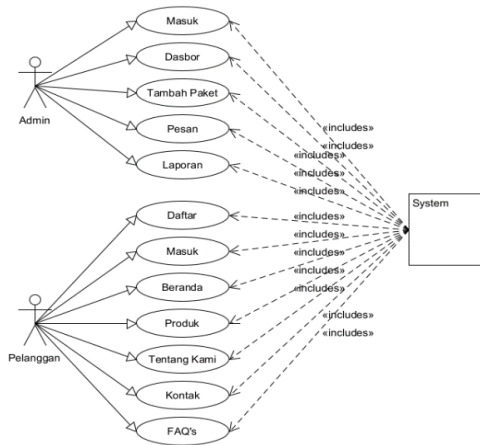 Masuk
Dasbor
Tambah Paket
Admin
Pesan
Laporan
«includes»
«includes»
«includes»
«includes»
«includes»
System
Daftar
Masuk
Beranda
Produk
Pelanggan
Tentang Kami
Kontak
FAQ's
«includes»
«includes»
«includes»
«includes»
«includes»
«includes»
«includes»